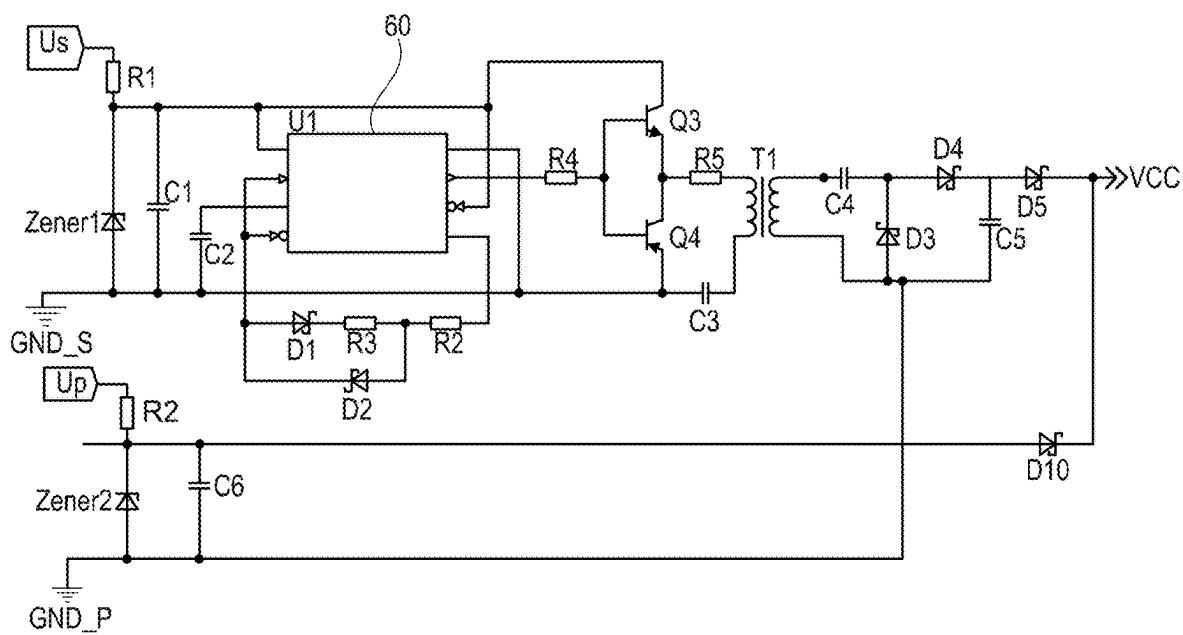 60
Us
R1
U1
Q3
R4
R5
T1
D4
VCC
C1
C4
D5
Zener1
C2
Q4
D3
C5
GND_S
C3
D1
R3
R2
D2
Up
R2
D10
Zener2
C6
GND_P